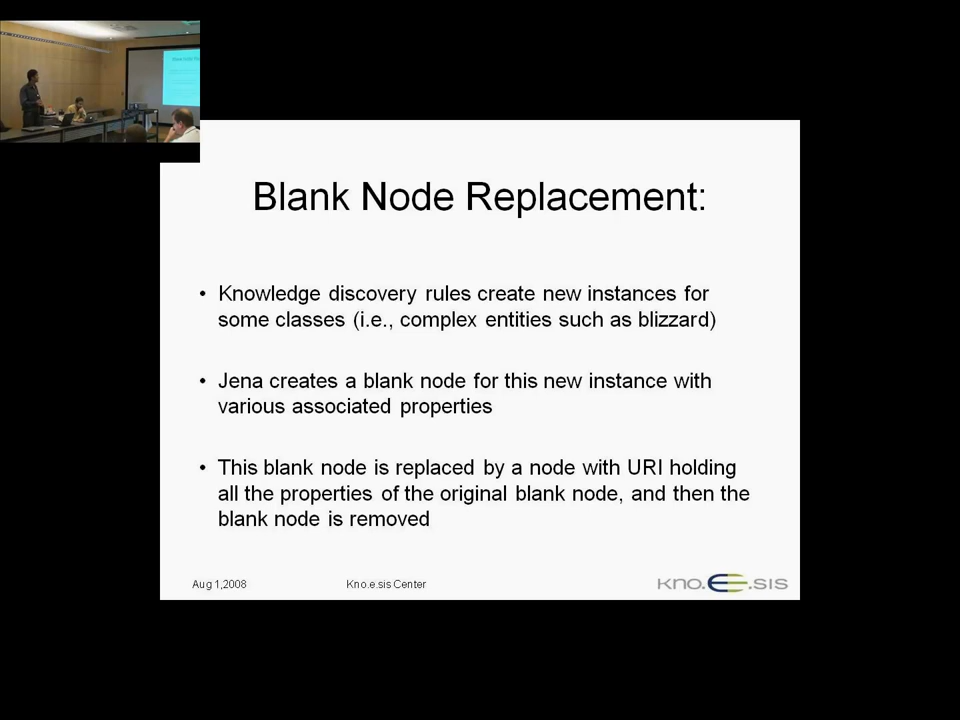 Blank Node Replacement:
• Knowledge discovery rules create new instances for
some classes (i.e., complex entities such as blizzard)
• Jena creates a blank node for this new instance with
various associated properties
• This blank node is replaced by a node with URI holding
all the properties of the original blank node, and then the
blank node is removed
Aug 1,2008 Kno.e.sis Center kno.e.sis